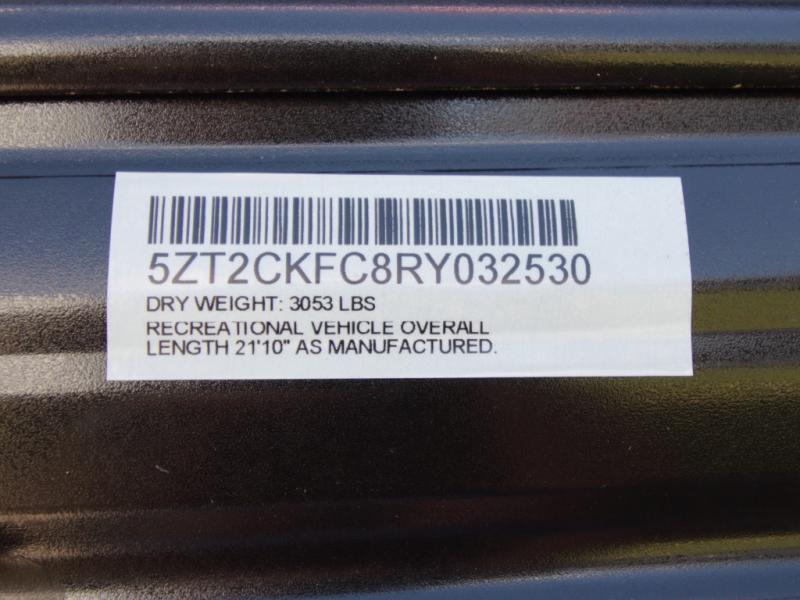 5ZT2CKFC8RY032530
DRY WEIGHT: 3053 LBS
RECREATIONAL VEHICLE OVERALL
LENGTH 21'10" AS MANUFACTURED.